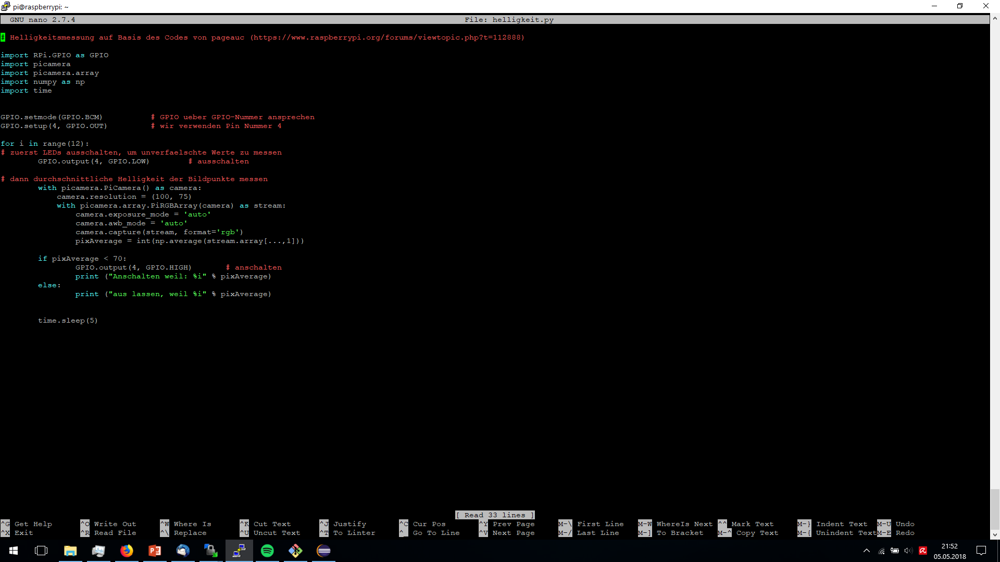 pi@raspberrypi: ~
GNU nano 2.7.4 File: helligkeit.py
# Helligkeitsmessung auf Basis des Codes von pageauc (https://www.raspberrypi.org/forums/viewtopic.php?t=112888)
import RPi.GPIO as GPIO
import picamera
import picamera.array
import numpy as np
import time
GPIO.setmode(GPIO.BCM) # GPIO ueber GPIO-Nummer ansprechen
GPIO.setup(4, GPIO.OUT) # wir verwenden Pin Nummer 4
for i in range(12):
# zuerst LEDs ausschalten, um unverfaelschte Werte zu messen
GPIO.output(4, GPIO.LOW) # ausschalten
# dann durchschnittliche Helligkeit der Bildpunkte messen
with picamera.PiCamera() as camera:
camera.resolution = (100, 75)
with picamera.array.PiRGBArray(camera) as stream:
camera.exposure_mode = 'auto'
camera.awb_mode = 'auto'
camera.capture(stream, format='rgb')
pixAverage = int(np.average(stream.array[...,1]))
if pixAverage < 70:
GPIO.output(4, GPIO.HIGH) # anschalten
print ("Anschalten weil: %i" % pixAverage)
else:
print ("aus lassen, weil %i" % pixAverage)
time.sleep(5)
[ Read 33 lines ]
^G Get Help ^O Write Out ^W Where Is ^K Cut Text ^J Justify ^C Cur Pos ^Y Prev Page M-\ First Line M-W WhereIs Next ^^ Mark Text M-} Indent Text M-U Undo
^X Exit ^R Read File ^\ Replace ^U Uncut Text ^T To Linter ^_ Go To Line ^V Next Page M-/ Last Line M-] To Bracket M-^ Copy Text M-{ Unindent Text M-E Redo
21:52
05.05.2018